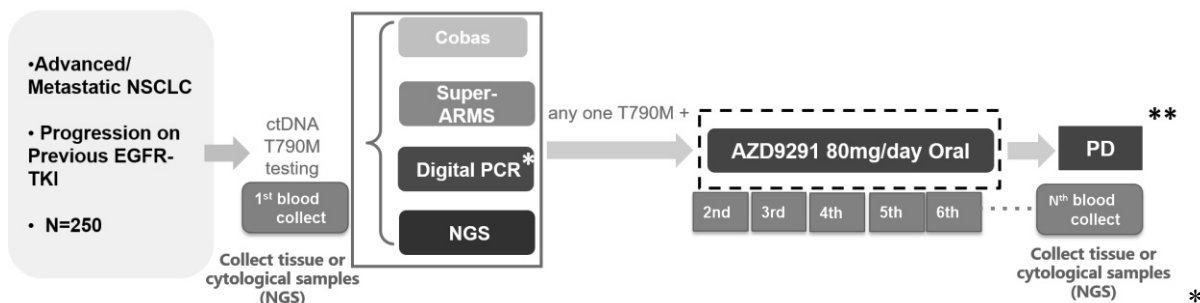 •Advanced/
Metastatic NSCLC
• Progression on
Previous EGFR-
TKI
• N=250
ctDNA
T790M
testing
1st blood
collect
Collect tissue or
cytological samples
(NGS)
Cobas
Super-
ARMS
Digital PCR*
NGS
any one T790M +
AZD9291 80mg/day Oral
2nd 3rd 4th 5th 6th
PD
**
Nth blood
collect
Collect tissue or
cytological samples
(NGS)
*